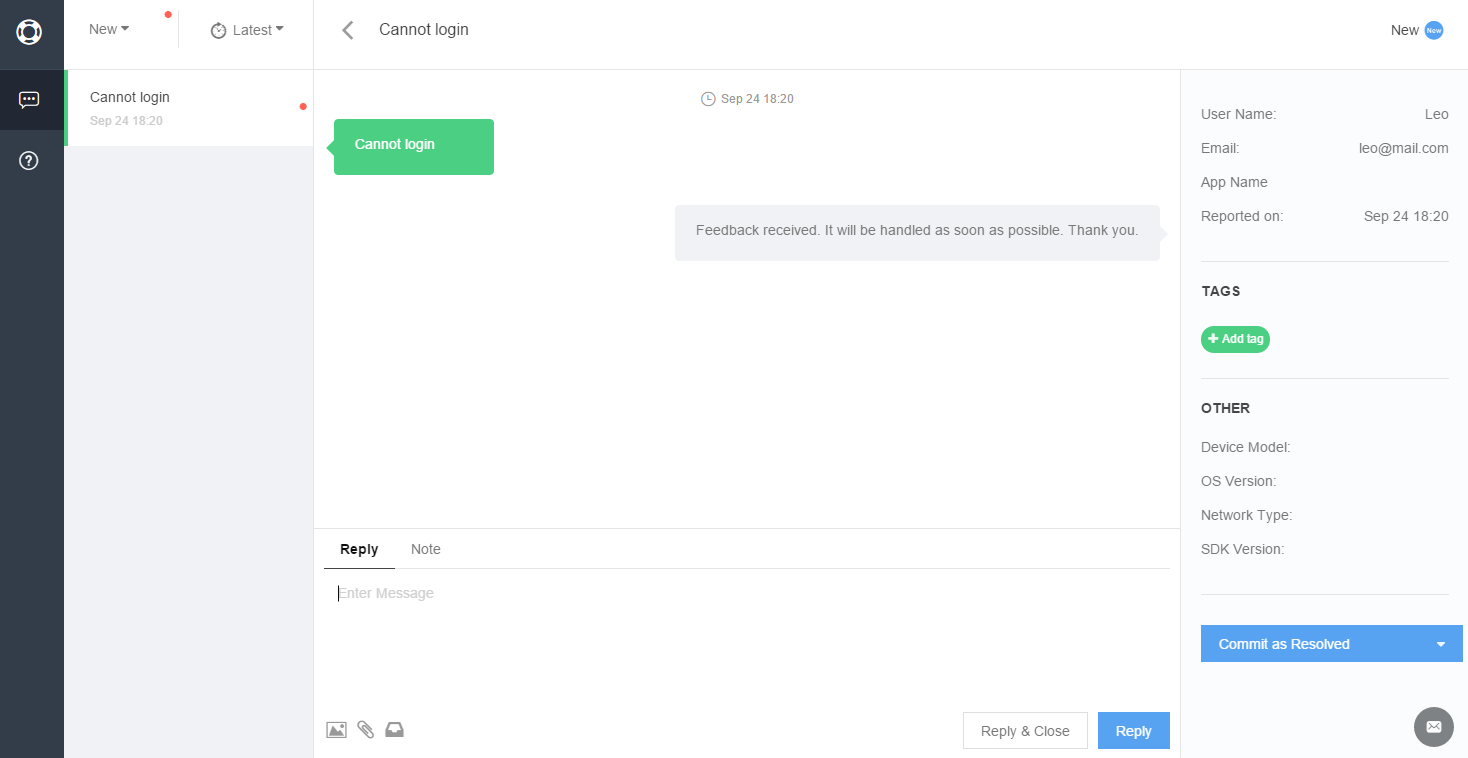 New
Latest
Cannot login
New New
Cannot login
Sep 24 18:20
Sep 24 18:20
Cannot login
Feedback received. It will be handled as soon as possible. Thank you.
Reply Note
Enter Message
Reply & Close
Reply
User Name: Leo
Email: leo@mail.com
App Name
Reported on: Sep 24 18:20
TAGS
Add tag
OTHER
Device Model:
OS Version:
Network Type:
SDK Version:
Commit as Resolved